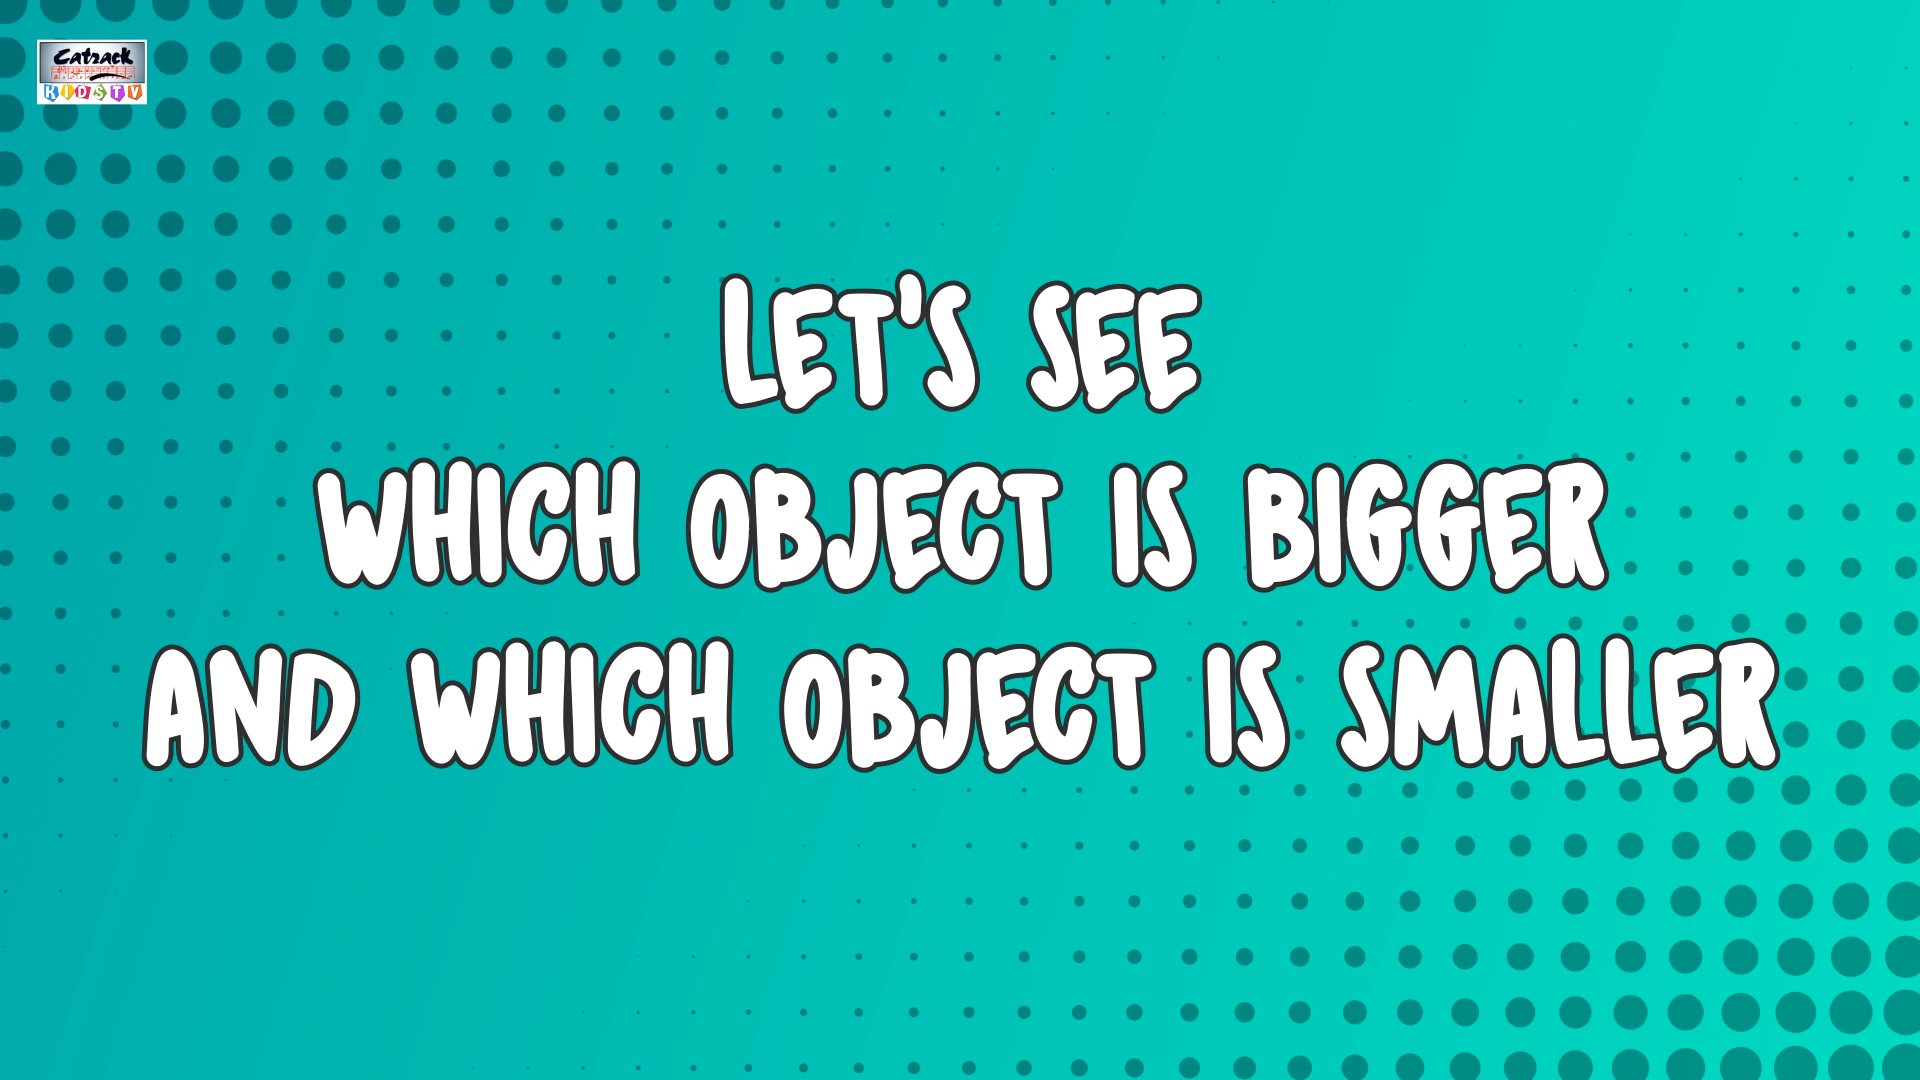 Catrack
KIDS TV
LET'S SEE
WHICH OBJECT IS BIGGER
AND WHICH OBJECT IS SMALLER